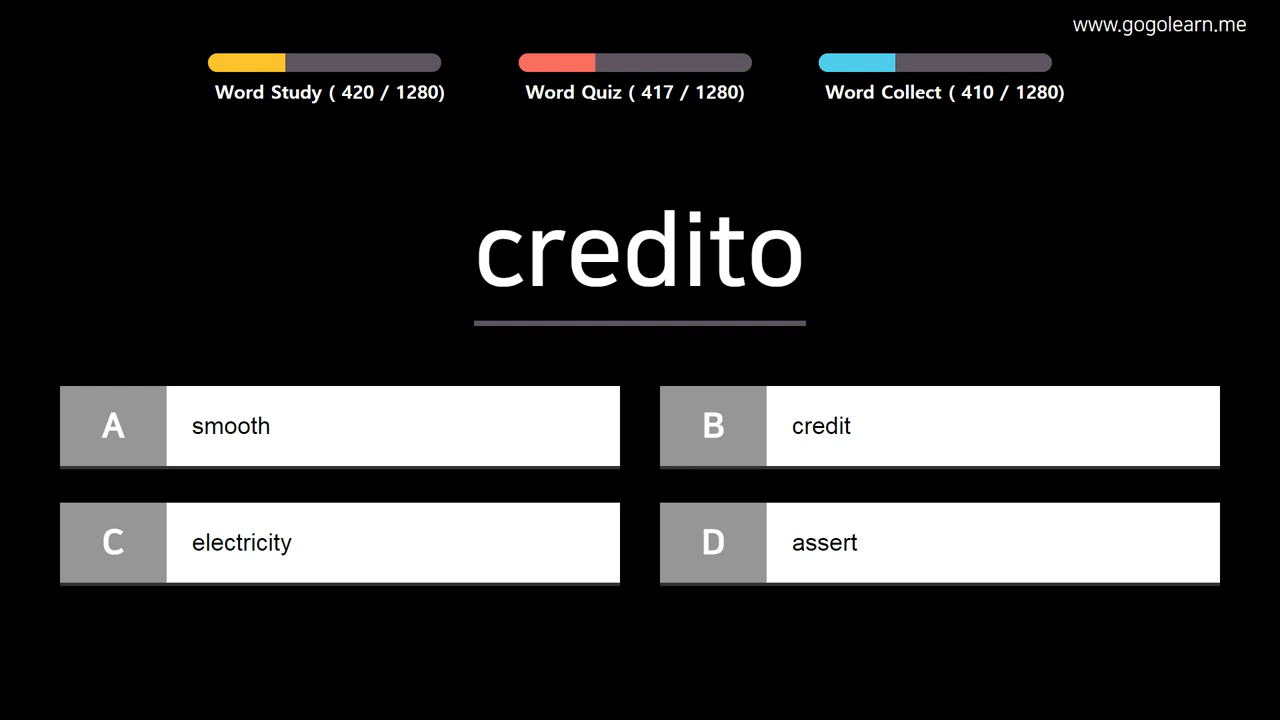 www.gogolearn.me
Word Study ( 420 / 1280)
Word Quiz ( 417 / 1280)
Word Collect ( 410 / 1280)
credito
A smooth
B credit
C electricity
D assert